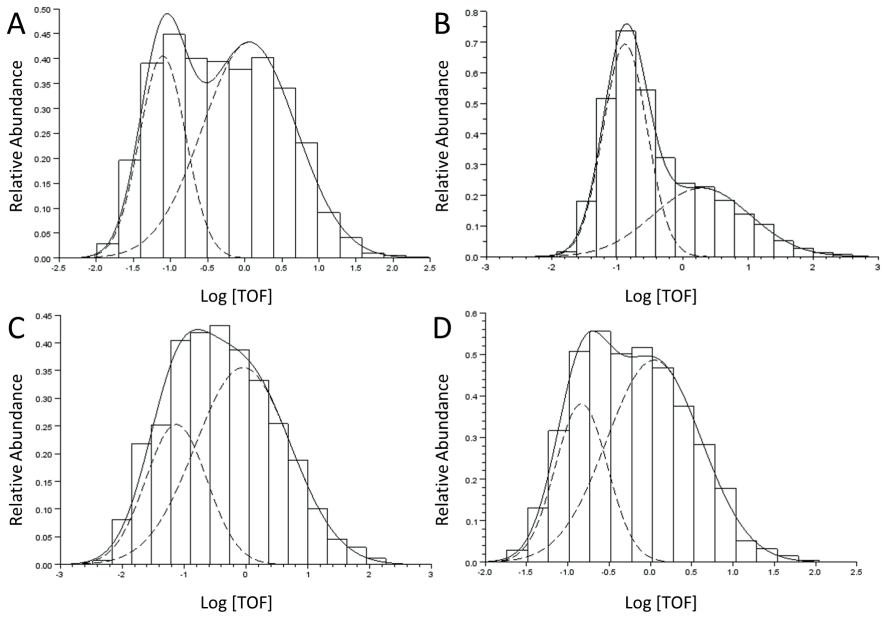 A
Relative Abundance
0.50
0.45
0.40
0.35
0.30
0.25
0.20
0.15
0.10
0.05
0.00
-2.5 -2.0 -1.5 -1.0 -0.5 0.0 0.5 1.0 1.5 2.0 2.5
Log [TOF]
B
Relative Abundance
0.8
0.7
0.6
0.5
0.4
0.3
0.2
0.1
0.0
-3 -2 -1 0 1 2 3
Log [TOF]
C
Relative Abundance
0.45
0.40
0.35
0.30
0.25
0.20
0.15
0.10
0.05
0.00
-3 -2 -1 0 1 2 3
Log [TOF]
D
Relative Abundance
0.6
0.5
0.4
0.3
0.2
0.1
0.0
-2.0 -1.5 -1.0 -0.5 0.0 0.5 1.0 1.5 2.0 2.5
Log [TOF]